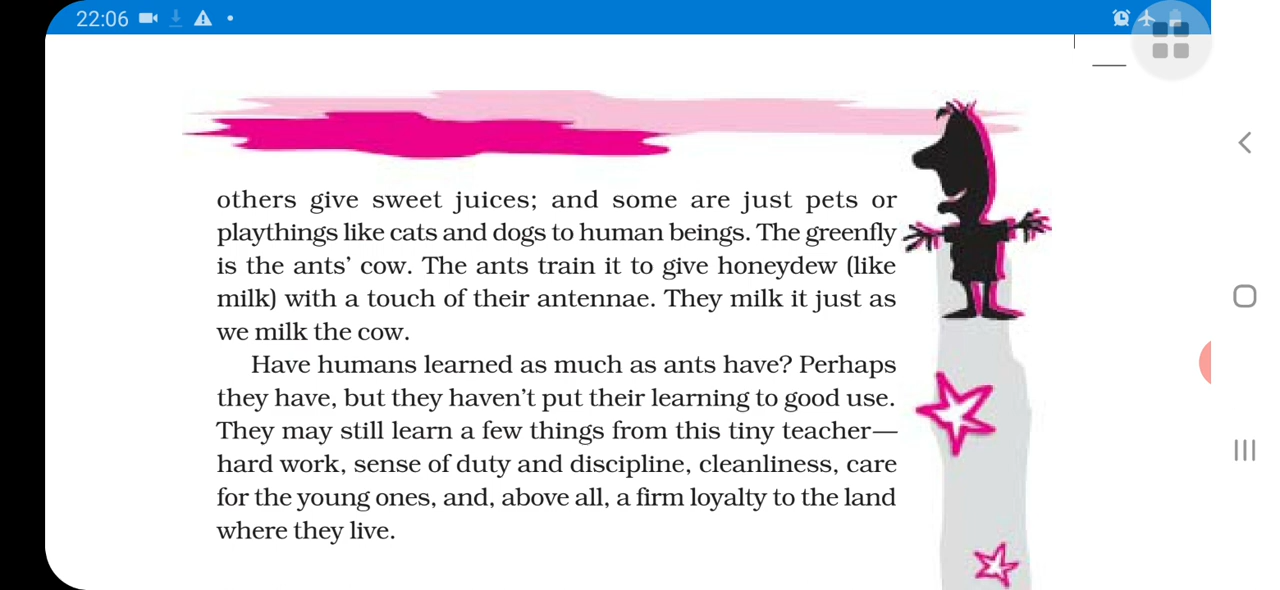 22:06
others give sweet juices; and some are just pets or
playthings like cats and dogs to human beings. The greenfly
is the ants’ cow. The ants train it to give honeydew (like
milk) with a touch of their antennae. They milk it just as
we milk the cow.
Have humans learned as much as ants have? Perhaps
they have, but they haven’t put their learning to good use.
They may still learn a few things from this tiny teacher—
hard work, sense of duty and discipline, cleanliness, care
for the young ones, and, above all, a firm loyalty to the land
where they live.